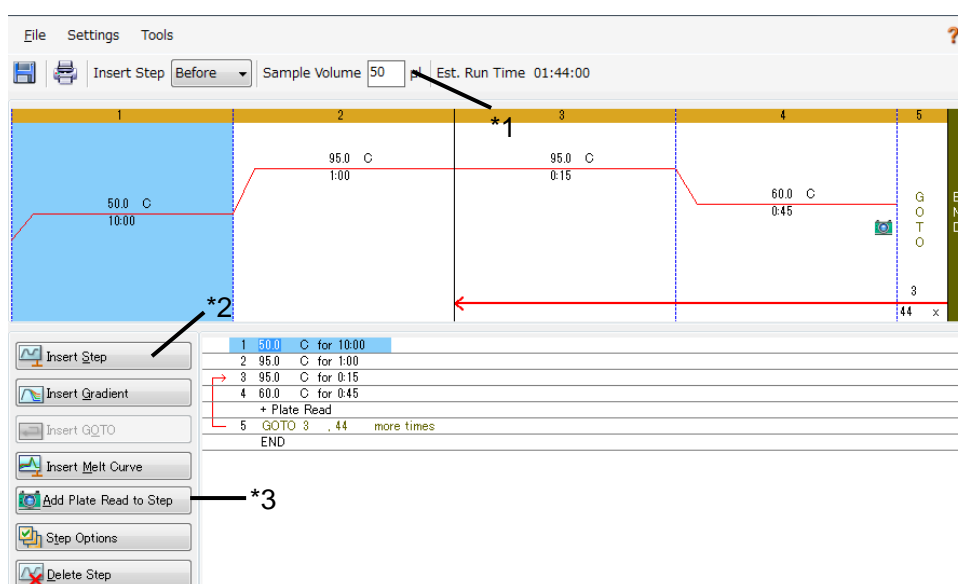 File Settings Tools ?
Insert Step Before Sample Volume 50 µl Est. Run Time 01:44:00
*1
1 2 3 4 5
95.0 C 95.0 C
1:00 0:15
60.0 C
0:45
50.0 C
10:00
GOTO
END
3
44 x
*2
Insert Step
Insert Gradient
Insert GOTO
Insert Melt Curve
Add Plate Read to Step
*3
Step Options
Delete Step
1 50.0 C for 10:00
2 95.0 C for 1:00
3 95.0 C for 0:15
4 60.0 C for 0:45
+ Plate Read
5 GOTO 3 , 44 more times
END